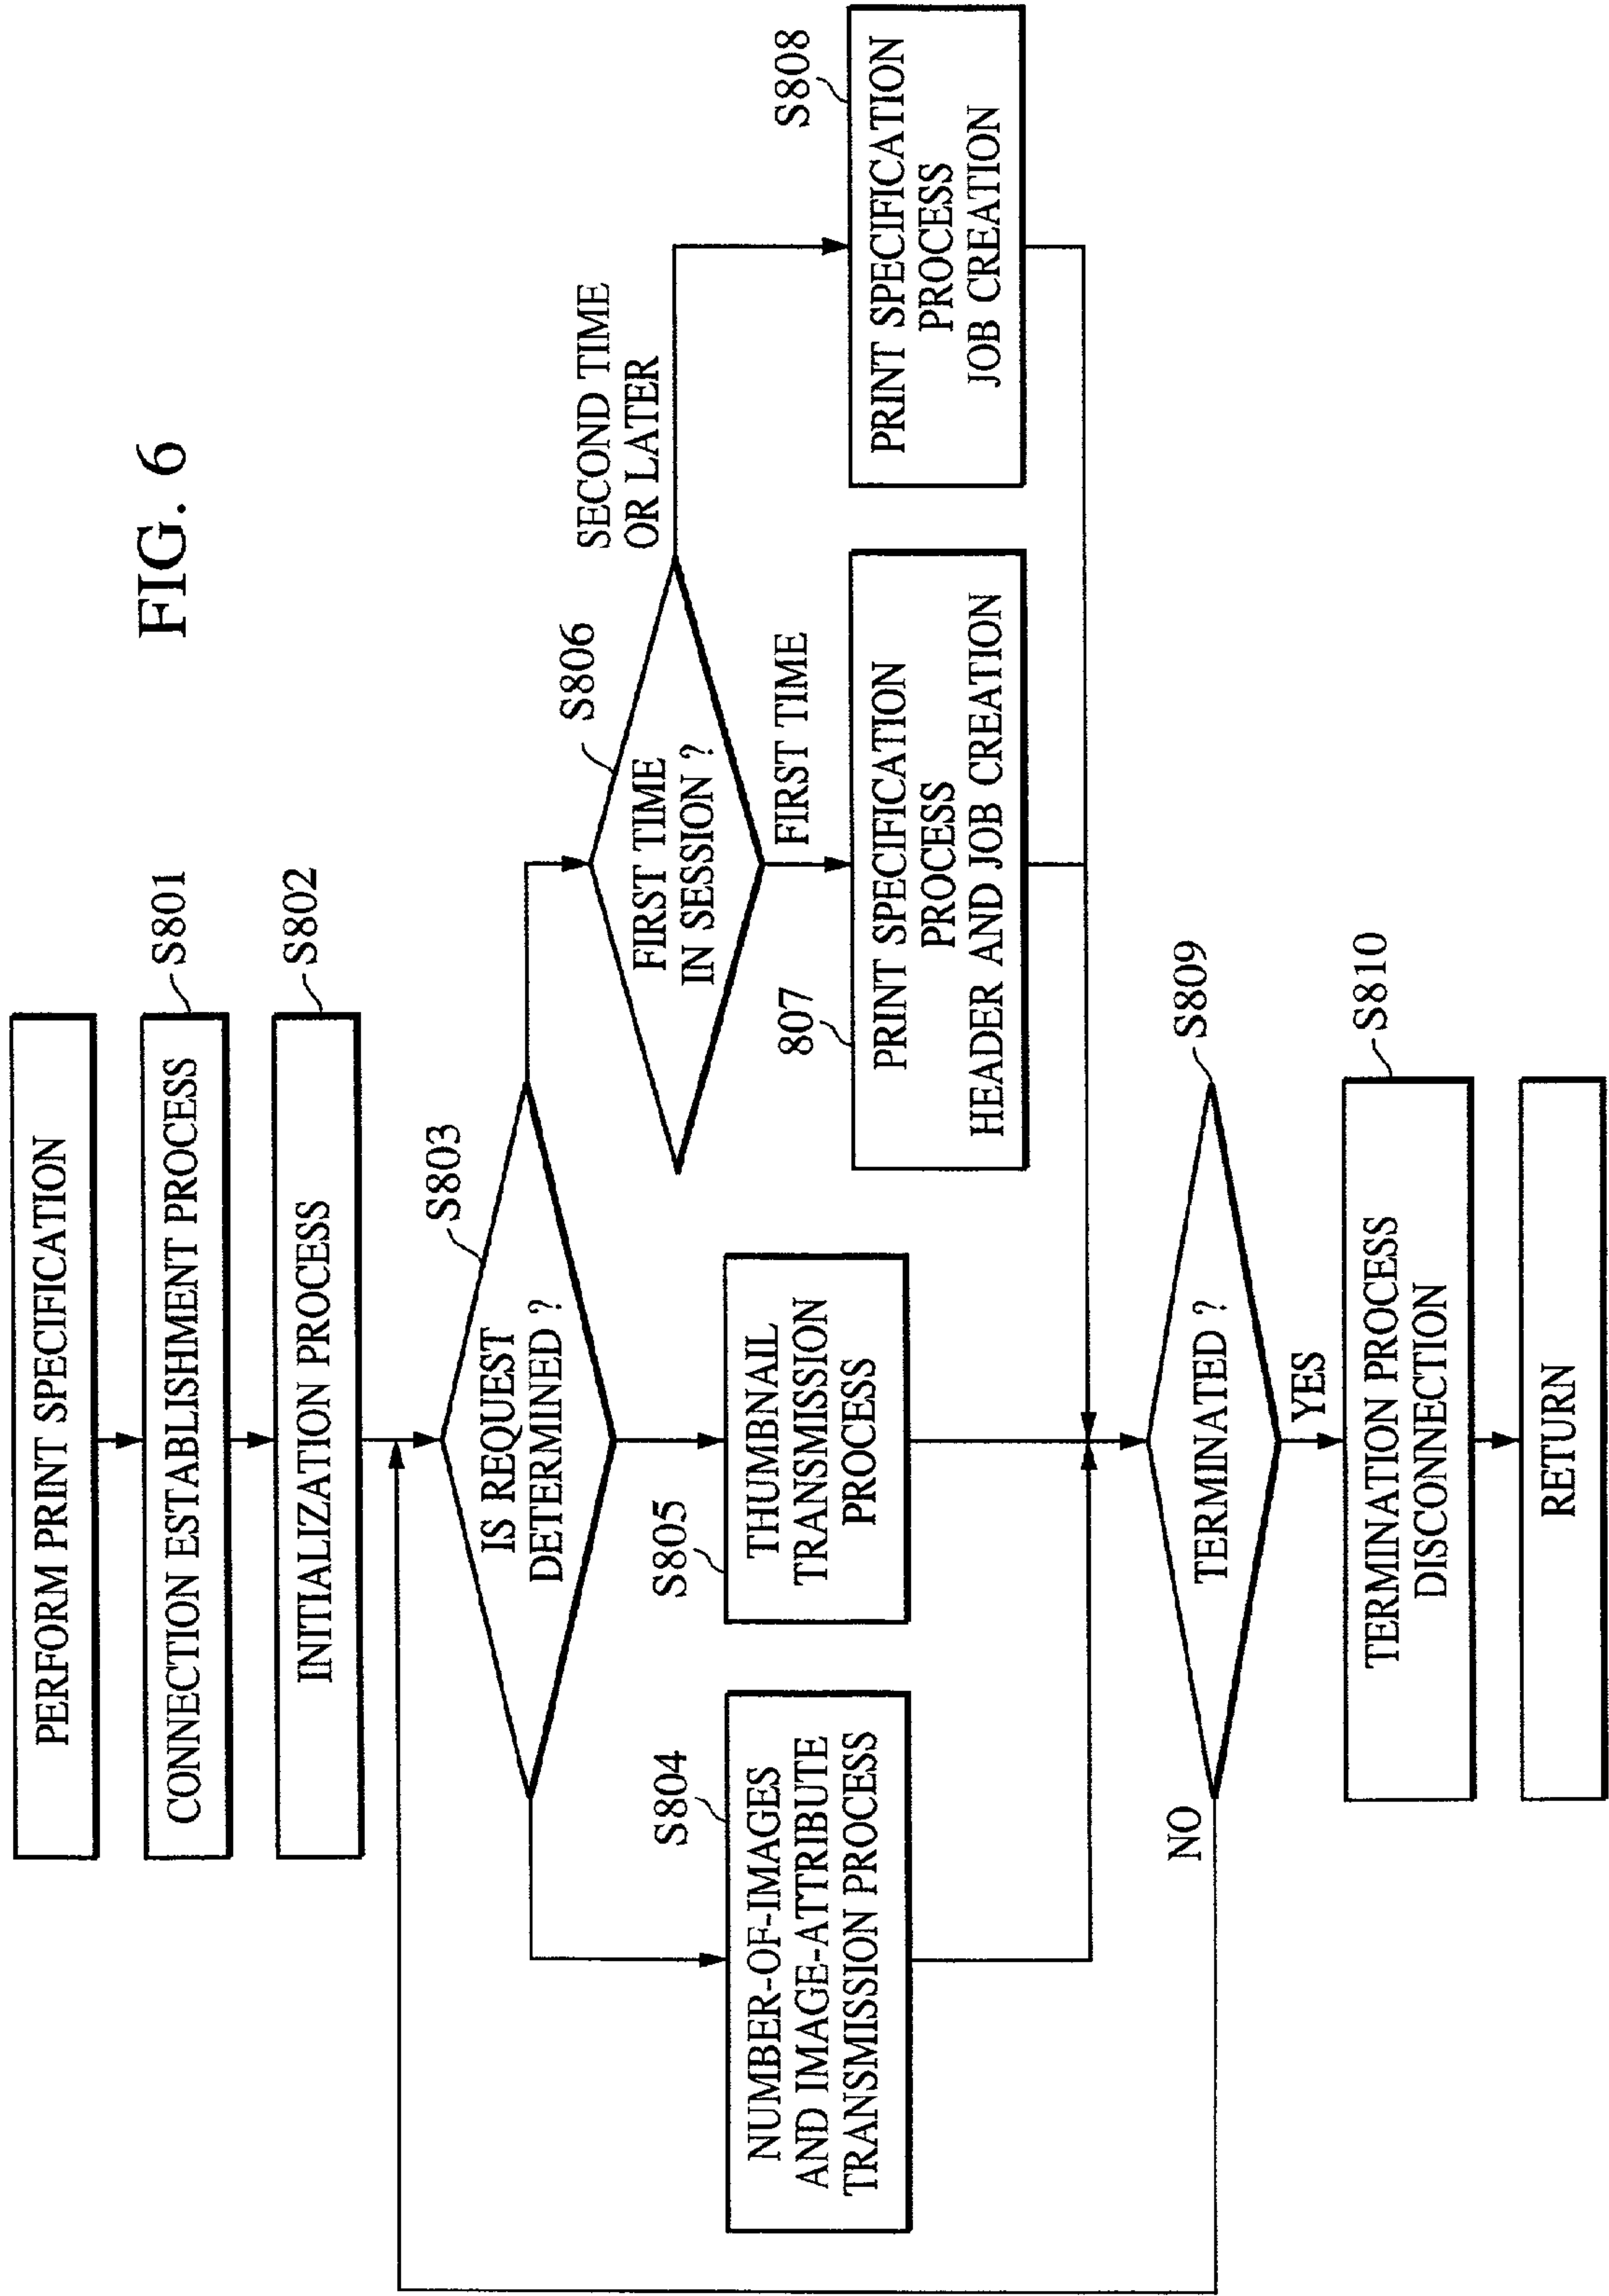 FIG. 6
PERFORM PRINT SPECIFICATION
S801
CONNECTION ESTABLISHMENT PROCESS
S802
INITIALIZATION PROCESS
S803
IS REQUEST
DETERMINED ?
S804
NUMBER-OF-IMAGES
AND IMAGE-ATTRIBUTE
TRANSMISSION PROCESS
S805
THUMBNAIL
TRANSMISSION
PROCESS
S806
FIRST TIME
IN SESSION ?
SECOND TIME
OR LATER
FIRST TIME
807
PRINT SPECIFICATION
PROCESS
HEADER AND JOB CREATION
S808
PRINT SPECIFICATION
PROCESS
JOB CREATION
S809
TERMINATED ?
NO
YES
S810
TERMINATION PROCESS
DISCONNECTION
RETURN